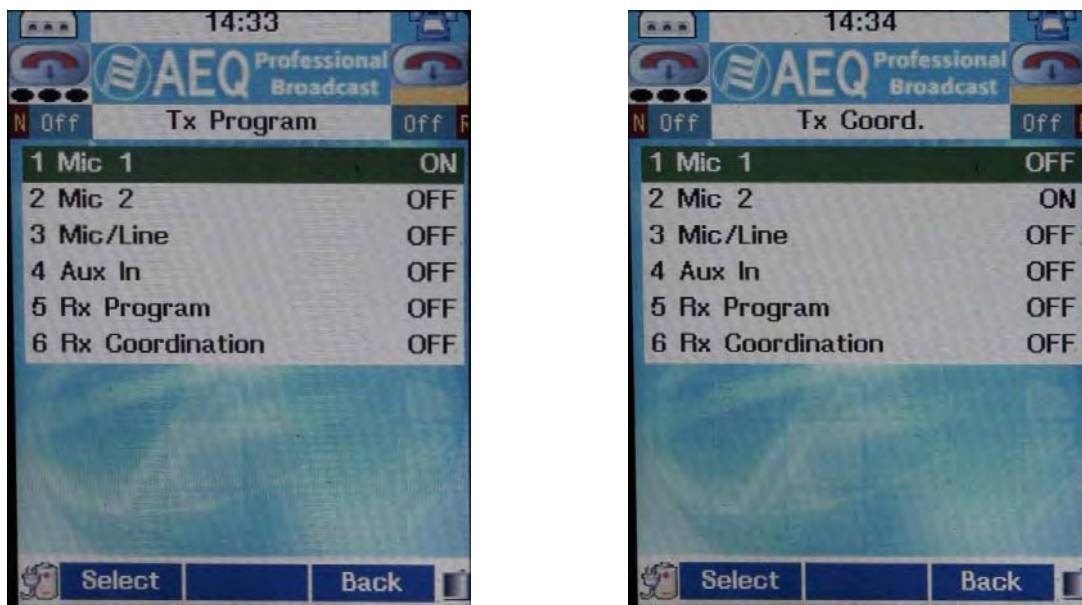 14:33
AEQ Professional Broadcast
N Off Tx Program Off
1 Mic 1 ON
2 Mic 2 OFF
3 Mic/Line OFF
4 Aux In OFF
5 Rx Program OFF
6 Rx Coordination OFF
Select Back
14:34
AEQ Professional Broadcast
N Off Tx Coord. Off
1 Mic 1 OFF
2 Mic 2 ON
3 Mic/Line OFF
4 Aux In OFF
5 Rx Program OFF
6 Rx Coordination OFF
Select Back